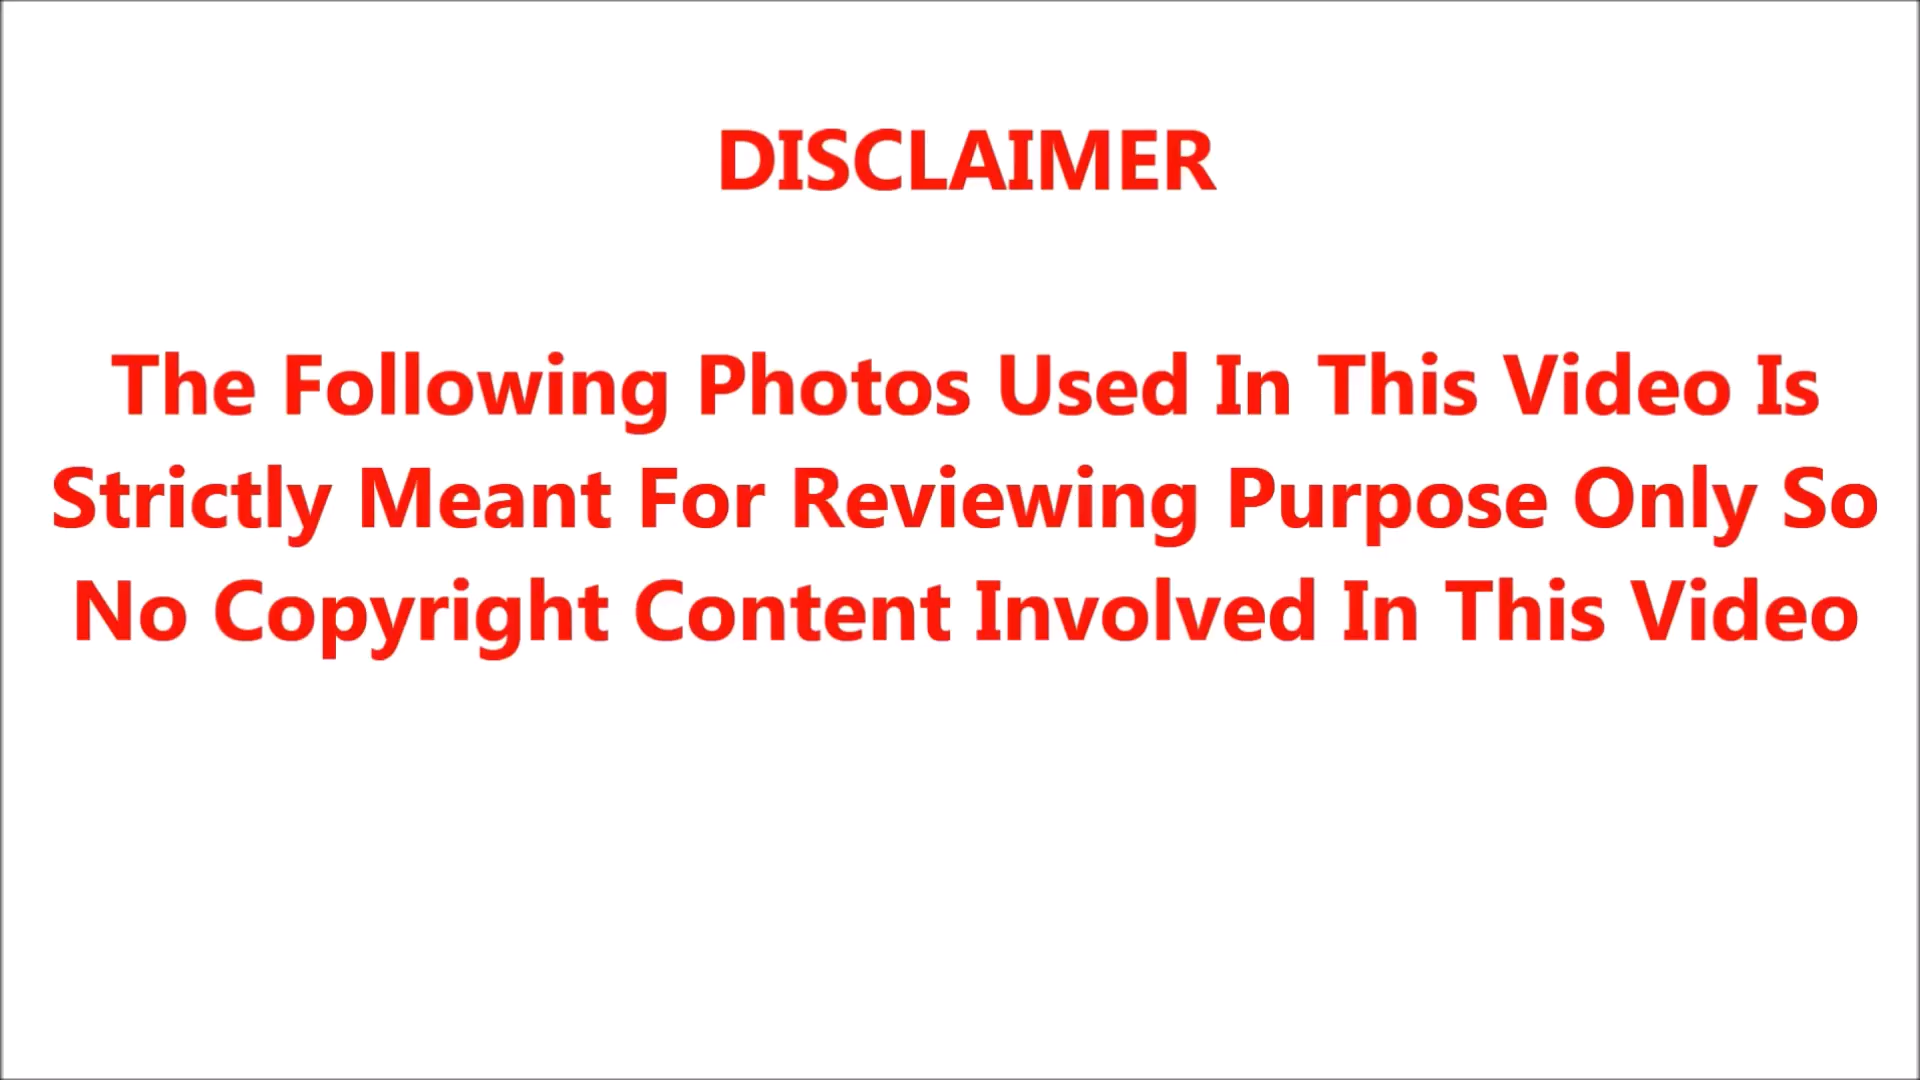 DISCLAIMER
The Following Photos Used In This Video Is
Strictly Meant For Reviewing Purpose Only So
No Copyright Content Involved In This Video